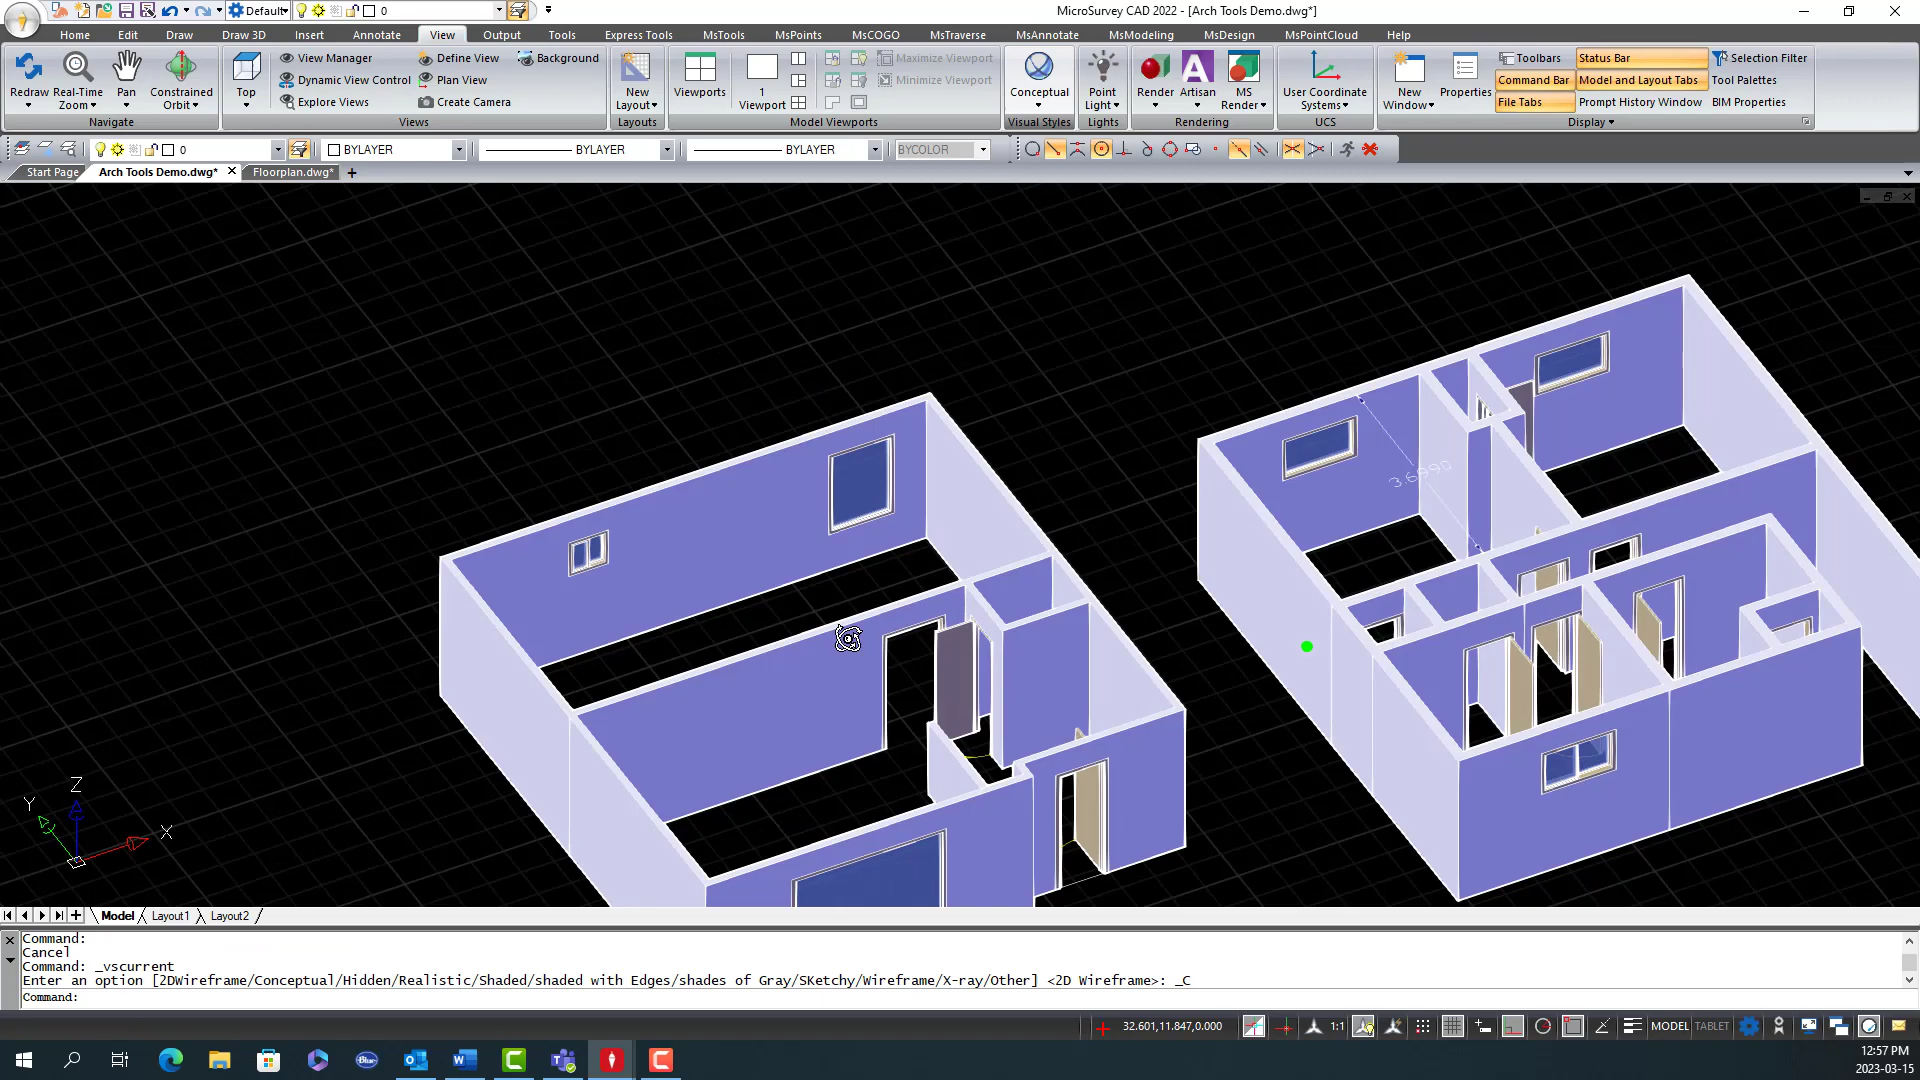 Default
0
MicroSurvey CAD 2022 - [Arch Tools Demo.dwg*]
Home Edit Draw Draw 3D Insert Annotate View Output Tools Express Tools MsTools MsPoints MsCOGO MsTraverse MsAnnotate MsModeling MsDesign MsPointCloud Help
Redraw
Real-Time Zoom
Pan
Constrained Orbit
Navigate
Top
View Manager
Dynamic View Control
Explore Views
Define View
Plan View
Create Camera
Background
Views
New Layout
Layouts
Viewports
1 Viewport
Maximize Viewport
Minimize Viewport
Model Viewports
Conceptual
Visual Styles
Point Light
Lights
Render
Artisan
MS Render
Rendering
User Coordinate Systems
UCS
New Window
Properties
Toolbars
Command Bar
File Tabs
Status Bar
Model and Layout Tabs
Prompt History Window
Selection Filter
Tool Palettes
BIM Properties
Display
0
BYLAYER
BYLAYER
BYLAYER
BYCOLOR
Start Page Arch Tools Demo.dwg* Floorplan.dwg*
Z
Y
X
Model Layout1 Layout2
Command:
Cancel
Command: _vscurrent
Enter an option [2DWireframe/Conceptual/Hidden/Realistic/Shaded/shaded with Edges/shades of Gray/SKetchy/Wireframe/X-ray/Other] <2D Wireframe>: _C
Command:
32.601,11.847,0.000
1:1
MODEL
TABLET
12:57 PM
2023-03-15